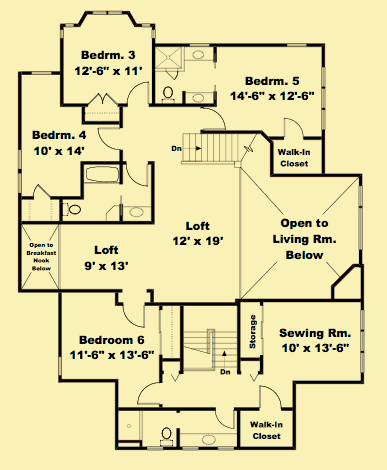 Bedrm. 3
12'-6" x 11'
Bedrm. 5
14'-6" x 12'-6"
Bedrm. 4
10' x 14'
Dn
Walk-In
Closet
Loft
12' x 19'
Open to
Living Rm.
Below
Open to
Breakfast
Nook
Below
Loft
9' x 13'
Bedroom 6
11'-6" x 13'-6"
Storage
Sewing Rm.
10' x 13'-6"
Dn
Walk-In
Closet